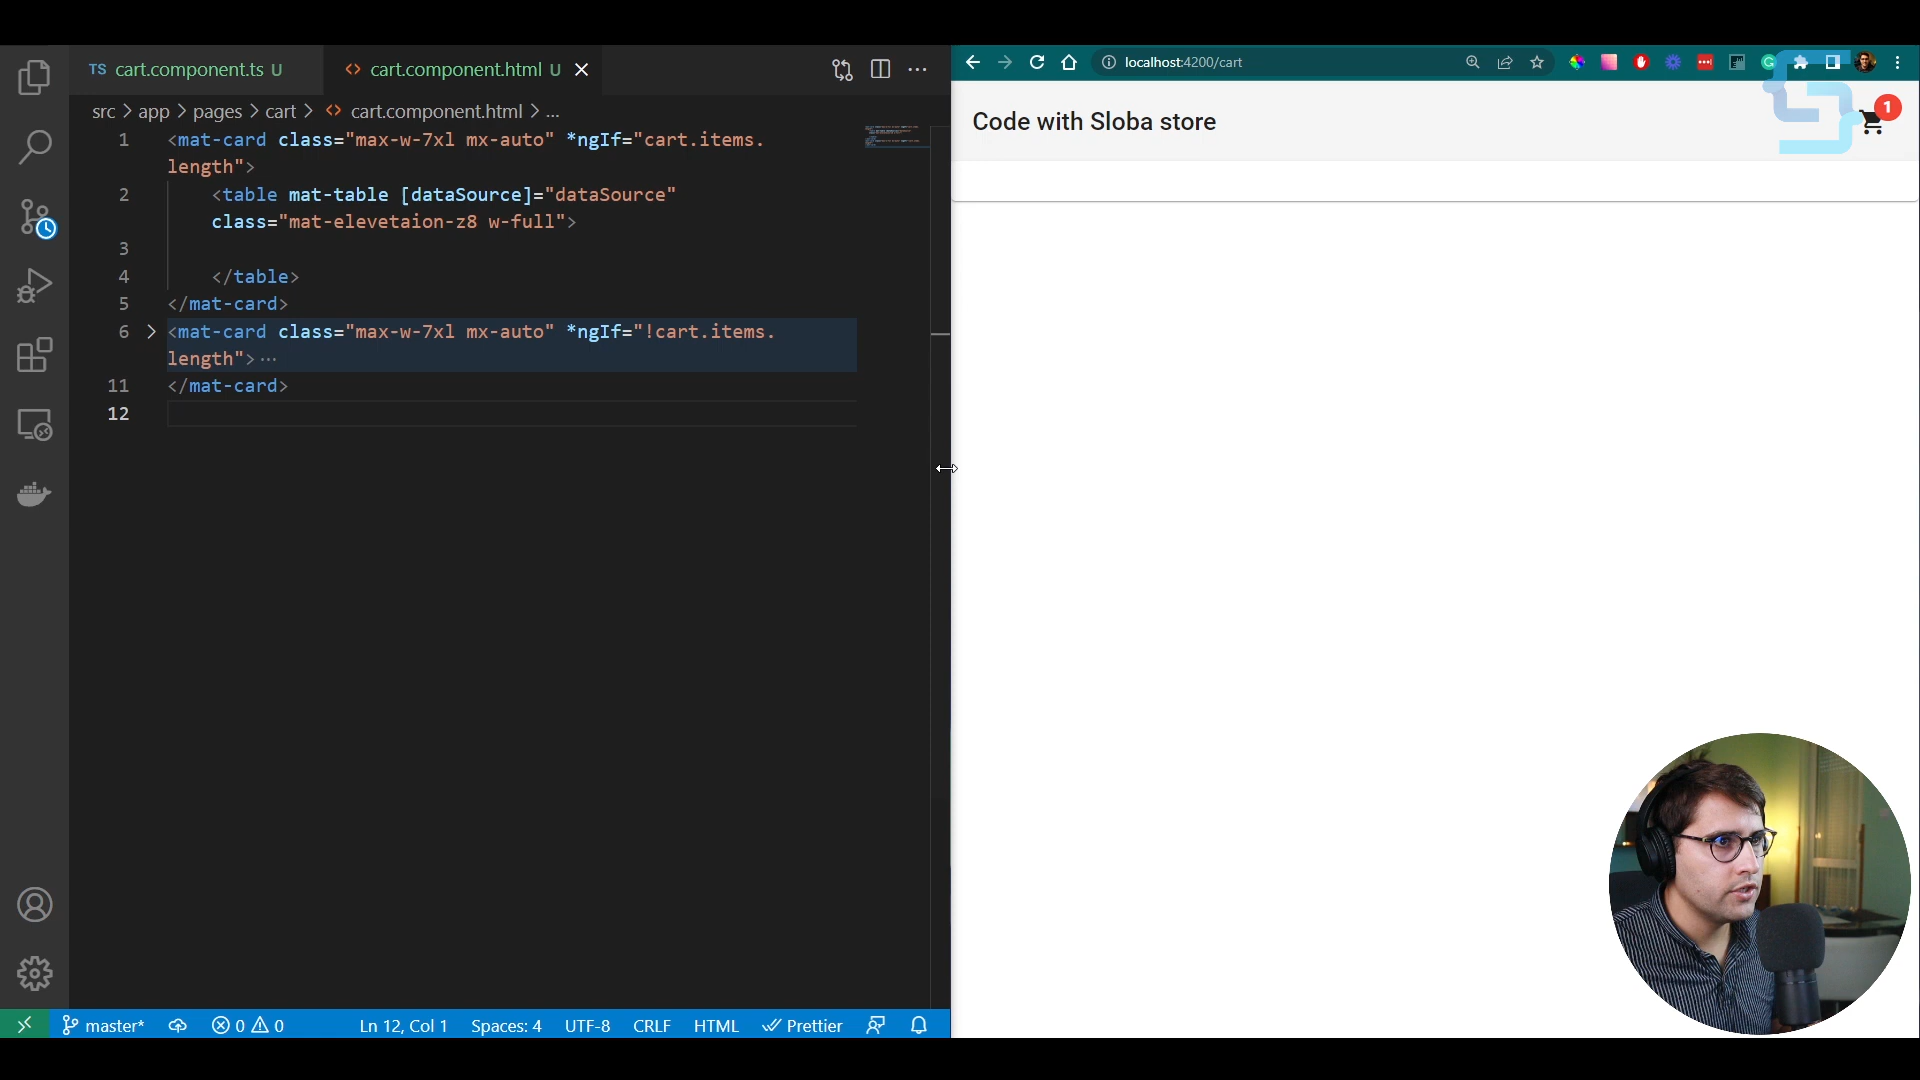 TS cart.component.ts U
<> cart.component.html U
src > app > pages > cart > <> cart.component.html > ...
1 <mat-card class="max-w-7xl mx-auto" *ngIf="cart.items.
length">
2 <table mat-table [dataSource]="dataSource"
class="mat-elevetaion-z8 w-full">
3
4 </table>
5 </mat-card>
6 <mat-card class="max-w-7xl mx-auto" *ngIf="!cart.items.
length">...
11 </mat-card>
12
master* 0 0 Ln 12, Col 1 Spaces: 4 UTF-8 CRLF HTML Prettier
localhost:4200/cart
Code with Sloba store
1